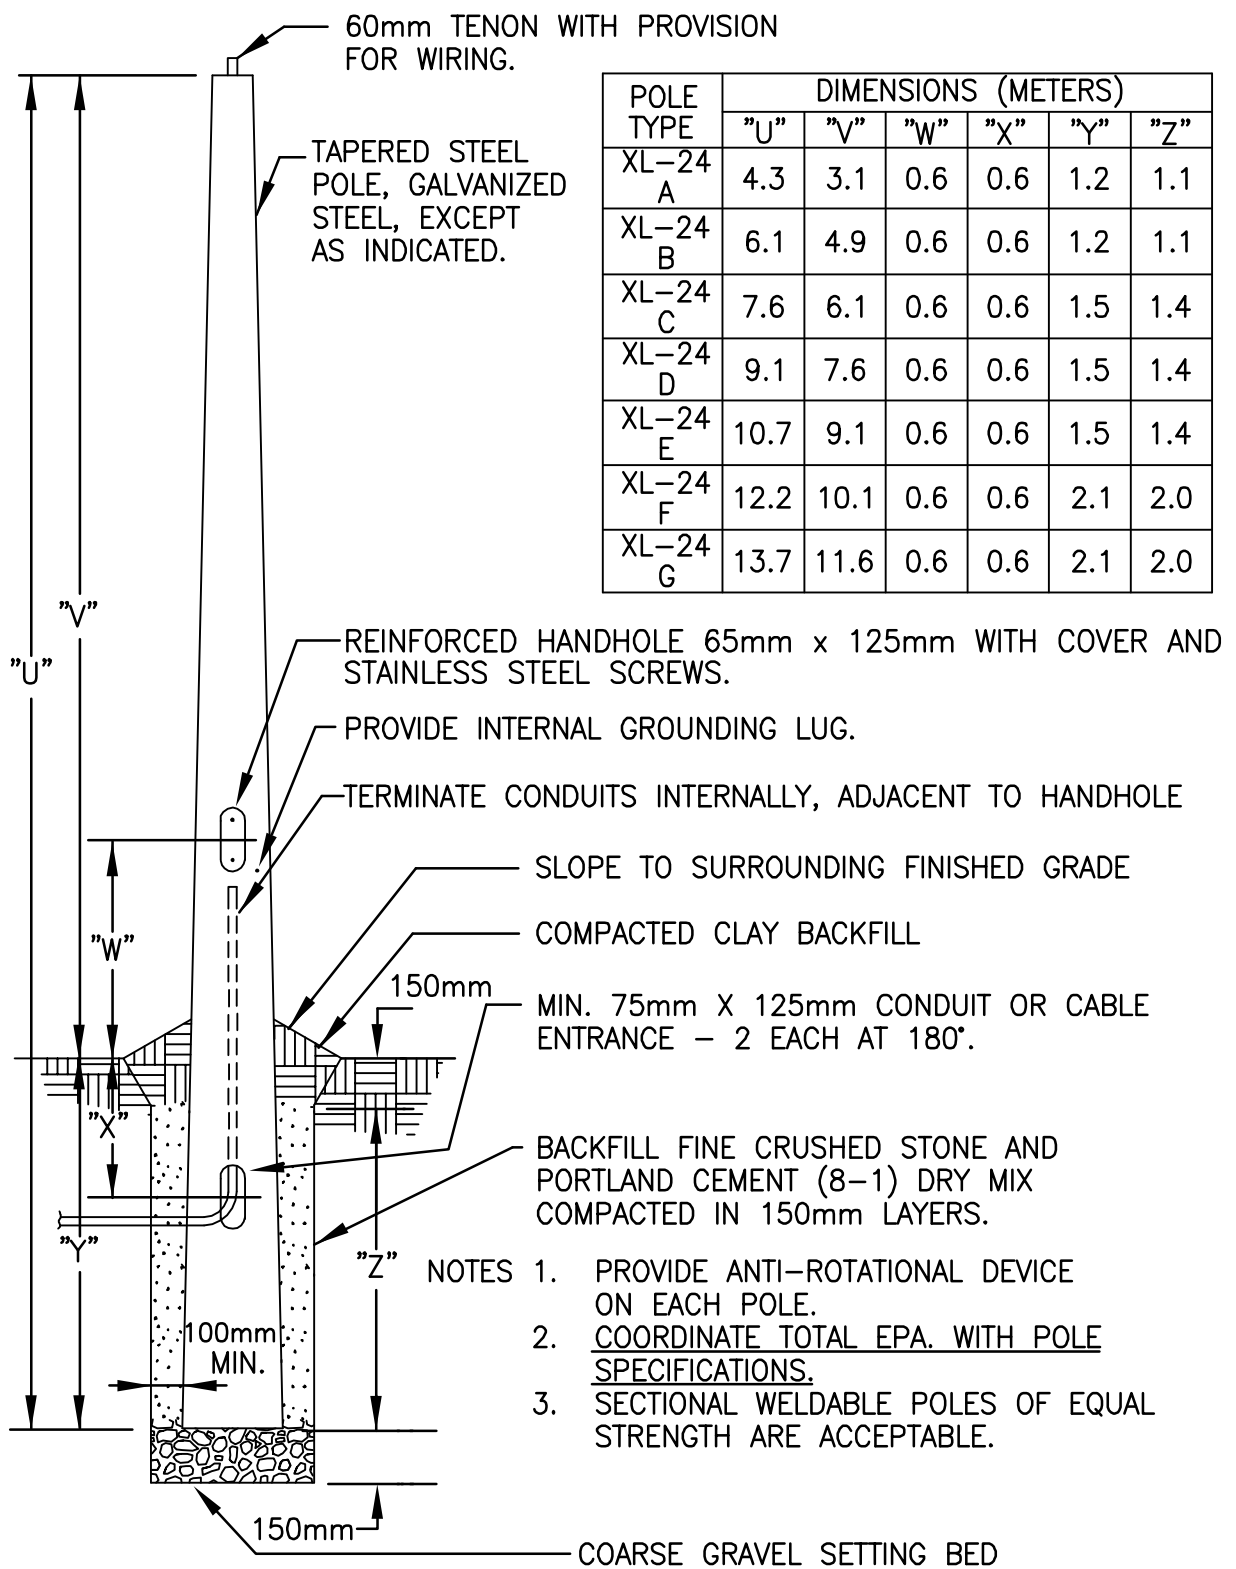 60mm TENON WITH PROVISION
FOR WIRING.
TAPERED STEEL
POLE, GALVANIZED
STEEL, EXCEPT
AS INDICATED.
POLE TYPE DIMENSIONS (METERS)
"U" "V" "W" "X" "Y" "Z"
XL-24 A 4.3 3.1 0.6 0.6 1.2 1.1
XL-24 B 6.1 4.9 0.6 0.6 1.2 1.1
XL-24 C 7.6 6.1 0.6 0.6 1.5 1.4
XL-24 D 9.1 7.6 0.6 0.6 1.5 1.4
XL-24 E 10.7 9.1 0.6 0.6 1.5 1.4
XL-24 F 12.2 10.1 0.6 0.6 2.1 2.0
XL-24 G 13.7 11.6 0.6 0.6 2.1 2.0
"V"
"U"
REINFORCED HANDHOLE 65mm x 125mm WITH COVER AND
STAINLESS STEEL SCREWS.
PROVIDE INTERNAL GROUNDING LUG.
TERMINATE CONDUITS INTERNALLY, ADJACENT TO HANDHOLE
SLOPE TO SURROUNDING FINISHED GRADE
COMPACTED CLAY BACKFILL
"W"
150mm
MIN. 75mm X 125mm CONDUIT OR CABLE
ENTRANCE - 2 EACH AT 180°.
"X"
BACKFILL FINE CRUSHED STONE AND
PORTLAND CEMENT (8-1) DRY MIX
COMPACTED IN 150mm LAYERS.
"Y"
"Z"
NOTES 1. PROVIDE ANTI-ROTATIONAL DEVICE
ON EACH POLE.
2. COORDINATE TOTAL EPA. WITH POLE
SPECIFICATIONS.
3. SECTIONAL WELDABLE POLES OF EQUAL
STRENGTH ARE ACCEPTABLE.
100mm
MIN.
150mm
COARSE GRAVEL SETTING BED